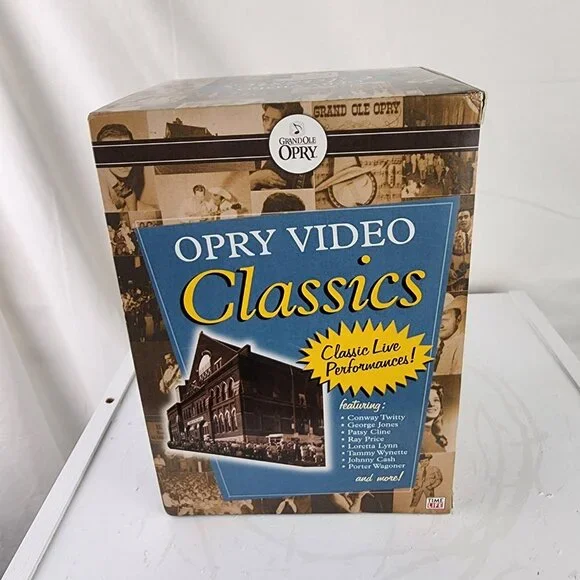 GRAND OLE OPRY
GRAND OLE
OPRY
OPRY VIDEO
Classics
Classic Live
Performances!
featuring:
• Conway Twitty
• George Jones
• Patsy Cline
• Ray Price
• Loretta Lynn
• Tammy Wynette
• Johnny Cash
• Porter Wagoner
and more!
TIME
LIFE